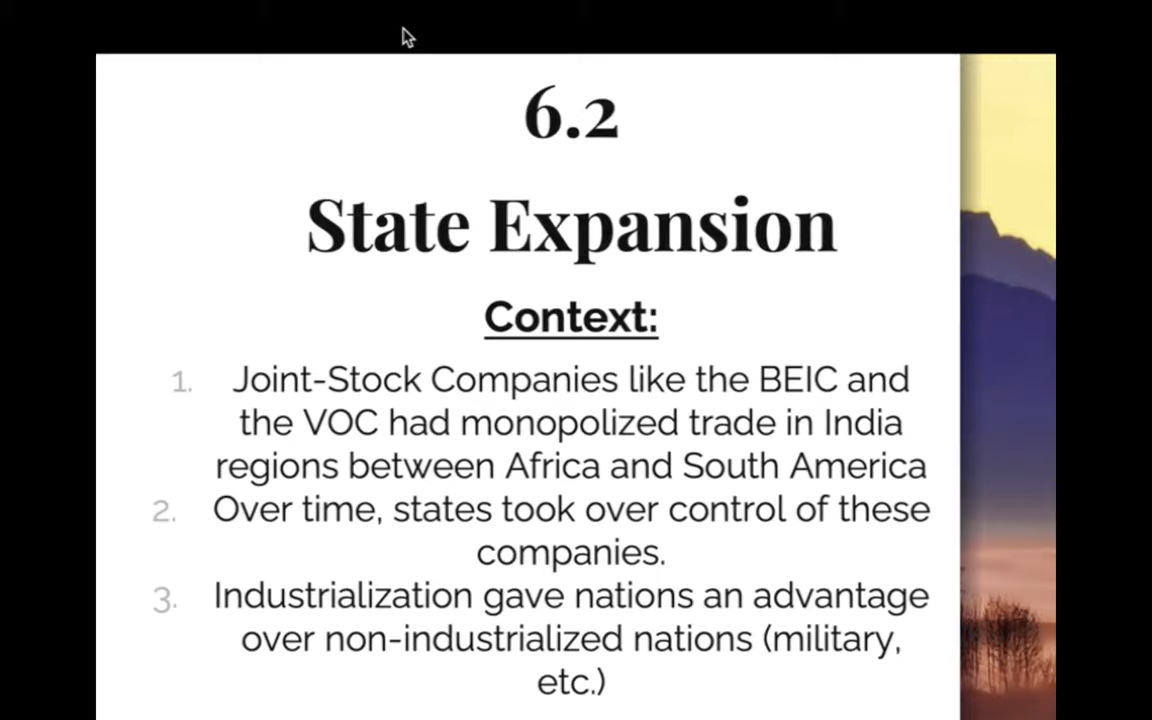 6.2
State Expansion
Context:
1. Joint-Stock Companies like the BEIC and
the VOC had monopolized trade in India
regions between Africa and South America
2. Over time, states took over control of these
companies.
3. Industrialization gave nations an advantage
over non-industrialized nations (military,
etc.)